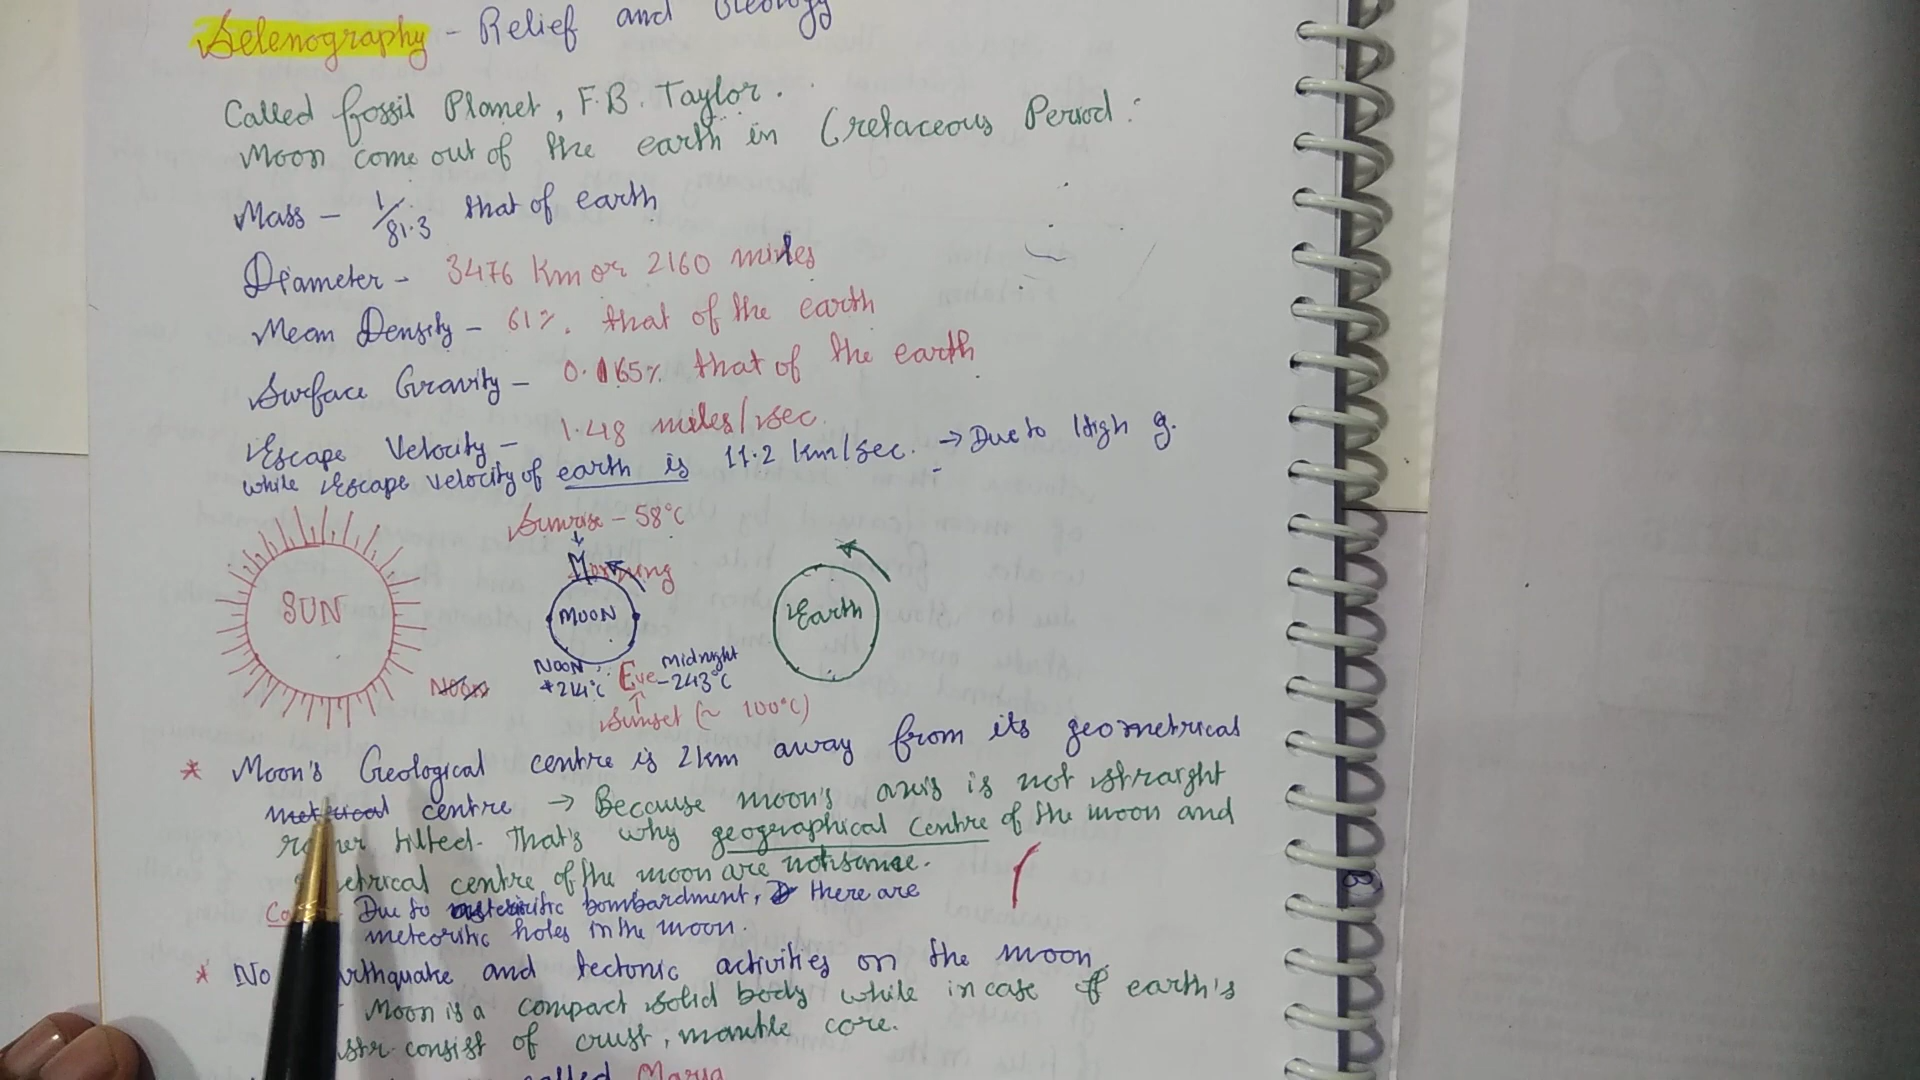 Selenography - Relief and Geology
Called fossil Planet, F.B. Taylor.
Moon come out of the earth in Cretaceous Period:
Mass - 1/81.3 that of earth
Diameter - 3476 Km or 2160 miles
Mean Density - 61%. that of the earth
Surface Gravity - 0.165% that of the earth
Escape Velocity - 1.48 miles/sec.
while Escape velocity of earth is 11.2 km/sec. → Due to High g.
Sunrise - 58°C
Morning
SUN
MOON
Earth
Noon
Noon +214°C
Eve
Midnight -243°C
Sunset (~ 100°C)
* Moon's Geological centre is 2km away from its geometrical
centre → Because moon's axis is not straight
tilted. That's why geographical centre of the moon and
centre of the moon are not same.
Due to bombardment, there are
meteoritic holes in the moon.
* No and tectonic activities on the moon.
Moon is a compact solid body while in case of earth's
consist of crust, mantle core.
called Maria